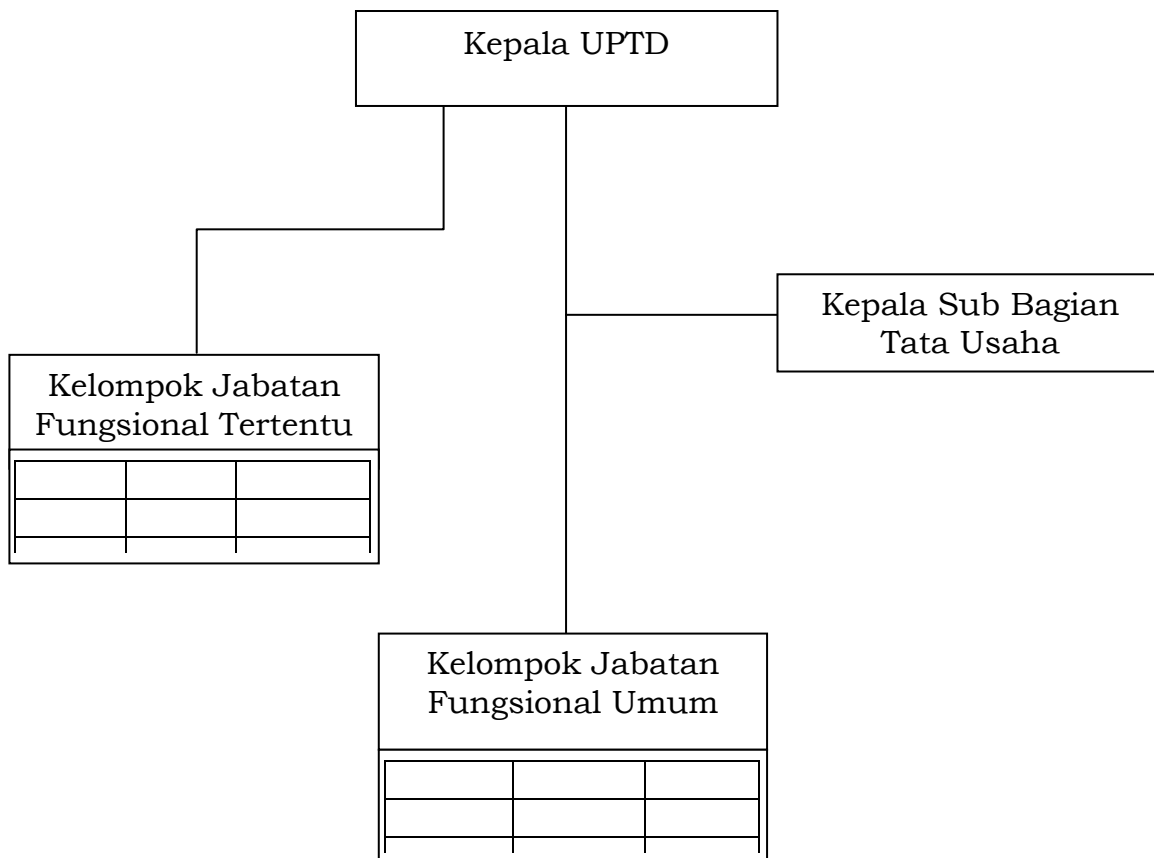 Kepala UPTD
Kepala Sub Bagian
Tata Usaha
Kelompok Jabatan
Fungsional Tertentu
Kelompok Jabatan
Fungsional Umum